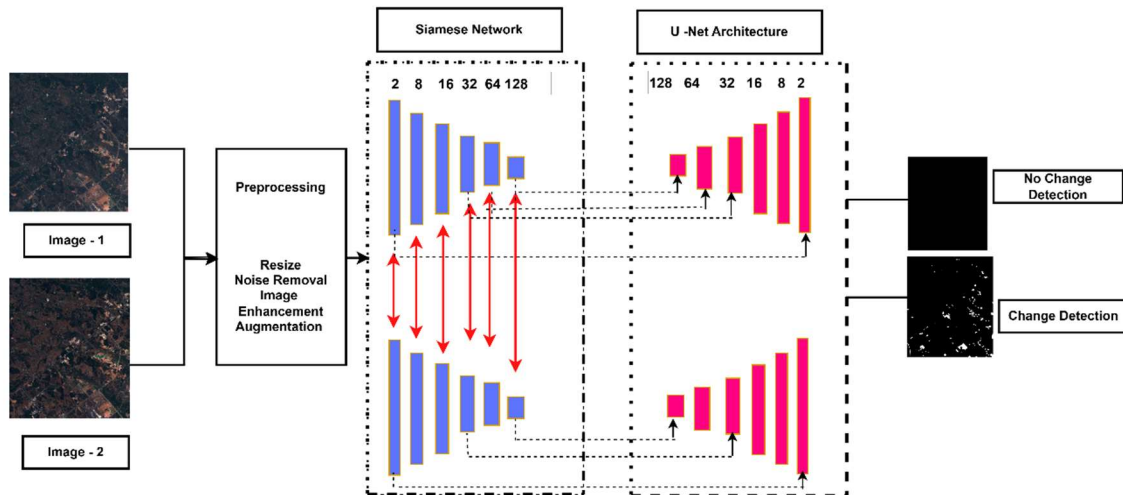 Siamese Network
U -Net Architecture
2 8 16 32 64 128
128 64 32 16 8 2
Image - 1
Preprocessing
Resize
Noise Removal
Image
Enhancement
Augmentation
Image - 2
No Change
Detection
Change Detection